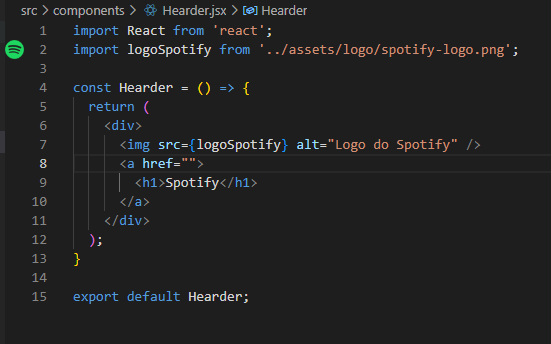 src > components > Hearder.jsx > Hearder
1 import React from 'react';
2 import logoSpotify from '../assets/logo/spotify-logo.png';
3
4 const Hearder = () => {
5 return (
6 <div>
7 <img src={logoSpotify} alt="Logo do Spotify" />
8 <a href="">
9 <h1>Spotify</h1>
10 </a>
11 </div>
12 );
13 }
14
15 export default Hearder;